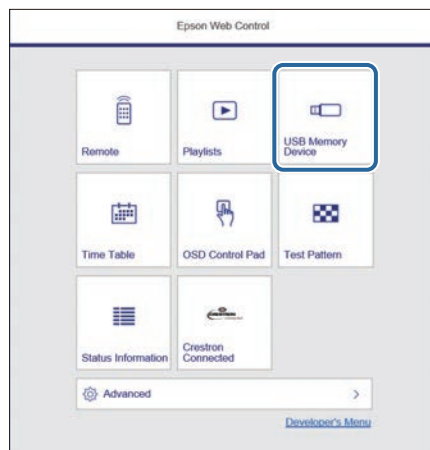 Epson Web Control
Remote
Playlists
USB Memory
Device
Time Table
OSD Control Pad
Test Pattern
Status Information
Crestron
Connected
Advanced
Developer's Menu